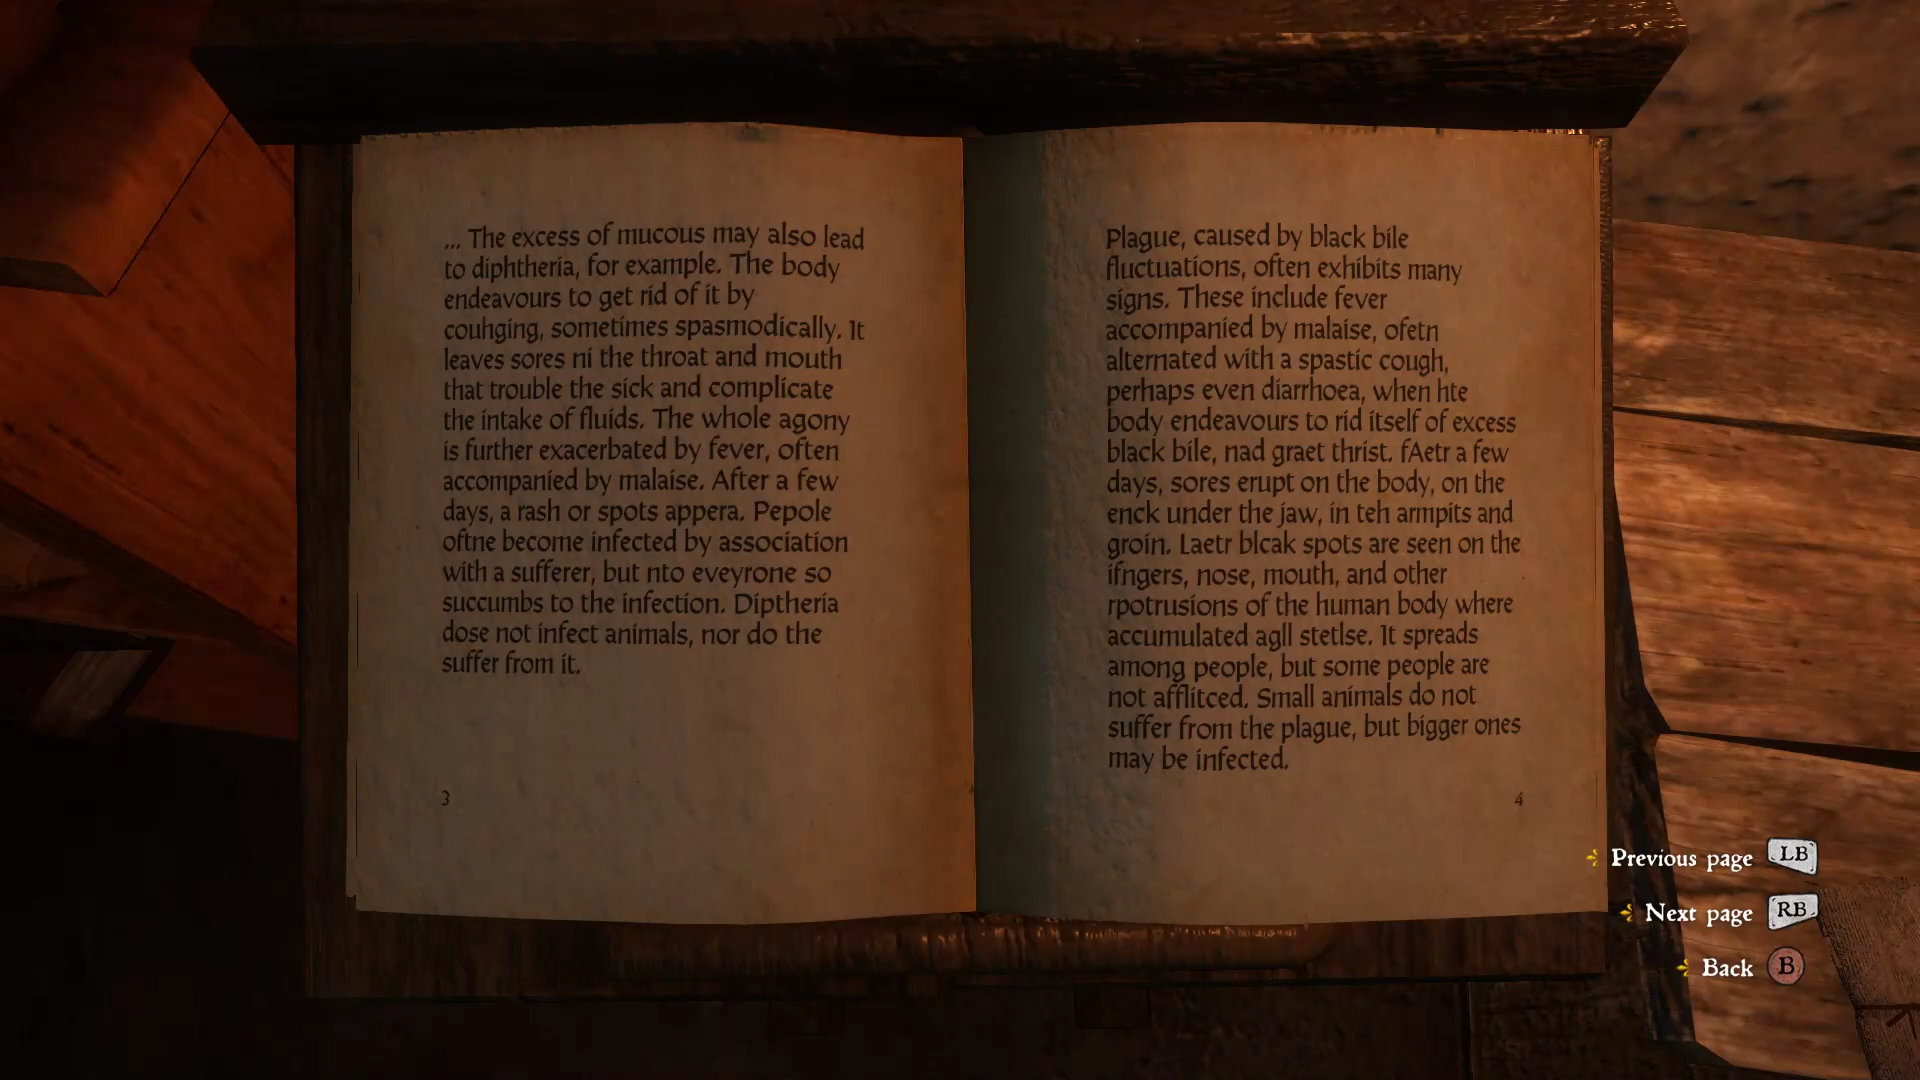 ... The excess of mucous may also lead
to diphtheria, for example. The body
endeavours to get rid of it by
couhging, sometimes spasmodically. It
leaves sores ni the throat and mouth
that trouble the sick and complicate
the intake of fluids. The whole agony
is further exacerbated by fever, often
accompanied by malaise. After a few
days, a rash or spots appera. Pepole
oftne become infected by association
with a sufferer, but nto eveyrone so
succumbs to the infection. Diptheria
dose not infect animals, nor do the
suffer from it.
3
Plague, caused by black bile
fluctuations, often exhibits many
signs. These include fever
accompanied by malaise, ofetn
alternated with a spastic cough,
perhaps even diarrhoea, when hte
body endeavours to rid itself of excess
black bile, nad graet thrist. fAetr a few
days, sores erupt on the body, on the
enck under the jaw, in teh armpits and
groin. Laetr blcak spots are seen on the
ifngers, nose, mouth, and other
rpotrusions of the human body where
accumulated agll stetlse. It spreads
among people, but some people are
not afflitced. Small animals do not
suffer from the plague, but bigger ones
may be infected.
4
Previous page LB
Next page RB
Back B